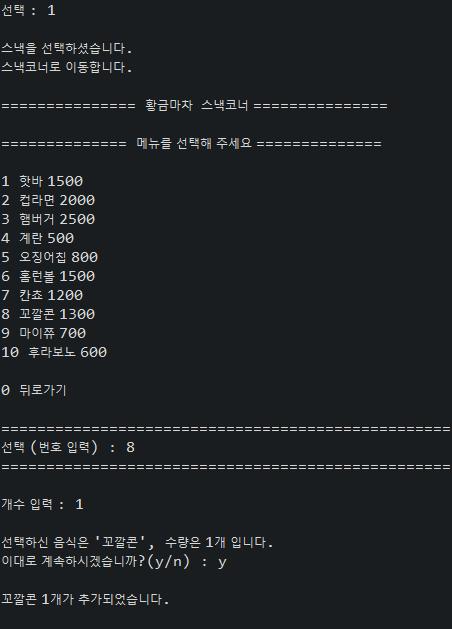 선택 : 1
스낵을 선택하셨습니다.
스낵코너로 이동합니다.
=============== 황금마차 스낵코너 ===============
============== 메뉴를 선택해 주세요 ==============
1 핫바 1500
2 컵라면 2000
3 햄버거 2500
4 계란 500
5 오징어칩 800
6 홈런볼 1500
7 칸쵸 1200
8 꼬깔콘 1300
9 마이쮸 700
10 후라보노 600
0 뒤로가기
==================================================
선택 (번호 입력) : 8
==================================================
개수 입력 : 1
선택하신 음식은 '꼬깔콘', 수량은 1개 입니다.
이대로 계속하시겠습니까?(y/n) : y
꼬깔콘 1개가 추가되었습니다.